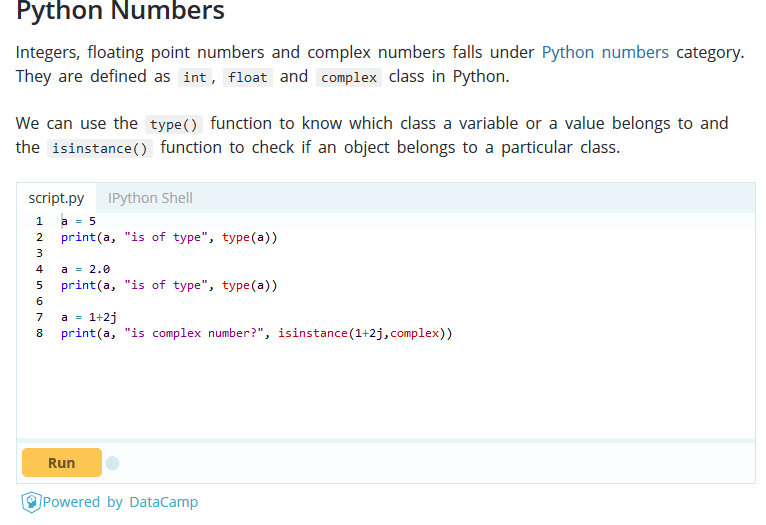 Python Numbers
Integers, floating point numbers and complex numbers falls under Python numbers category.
They are defined as int, float and complex class in Python.
We can use the type() function to know which class a variable or a value belongs to and
the isinstance() function to check if an object belongs to a particular class.
script.py IPython Shell
1 a = 5
2 print(a, "is of type", type(a))
3
4 a = 2.0
5 print(a, "is of type", type(a))
6
7 a = 1+2j
8 print(a, "is complex number?", isinstance(1+2j,complex))
Run
Powered by DataCamp